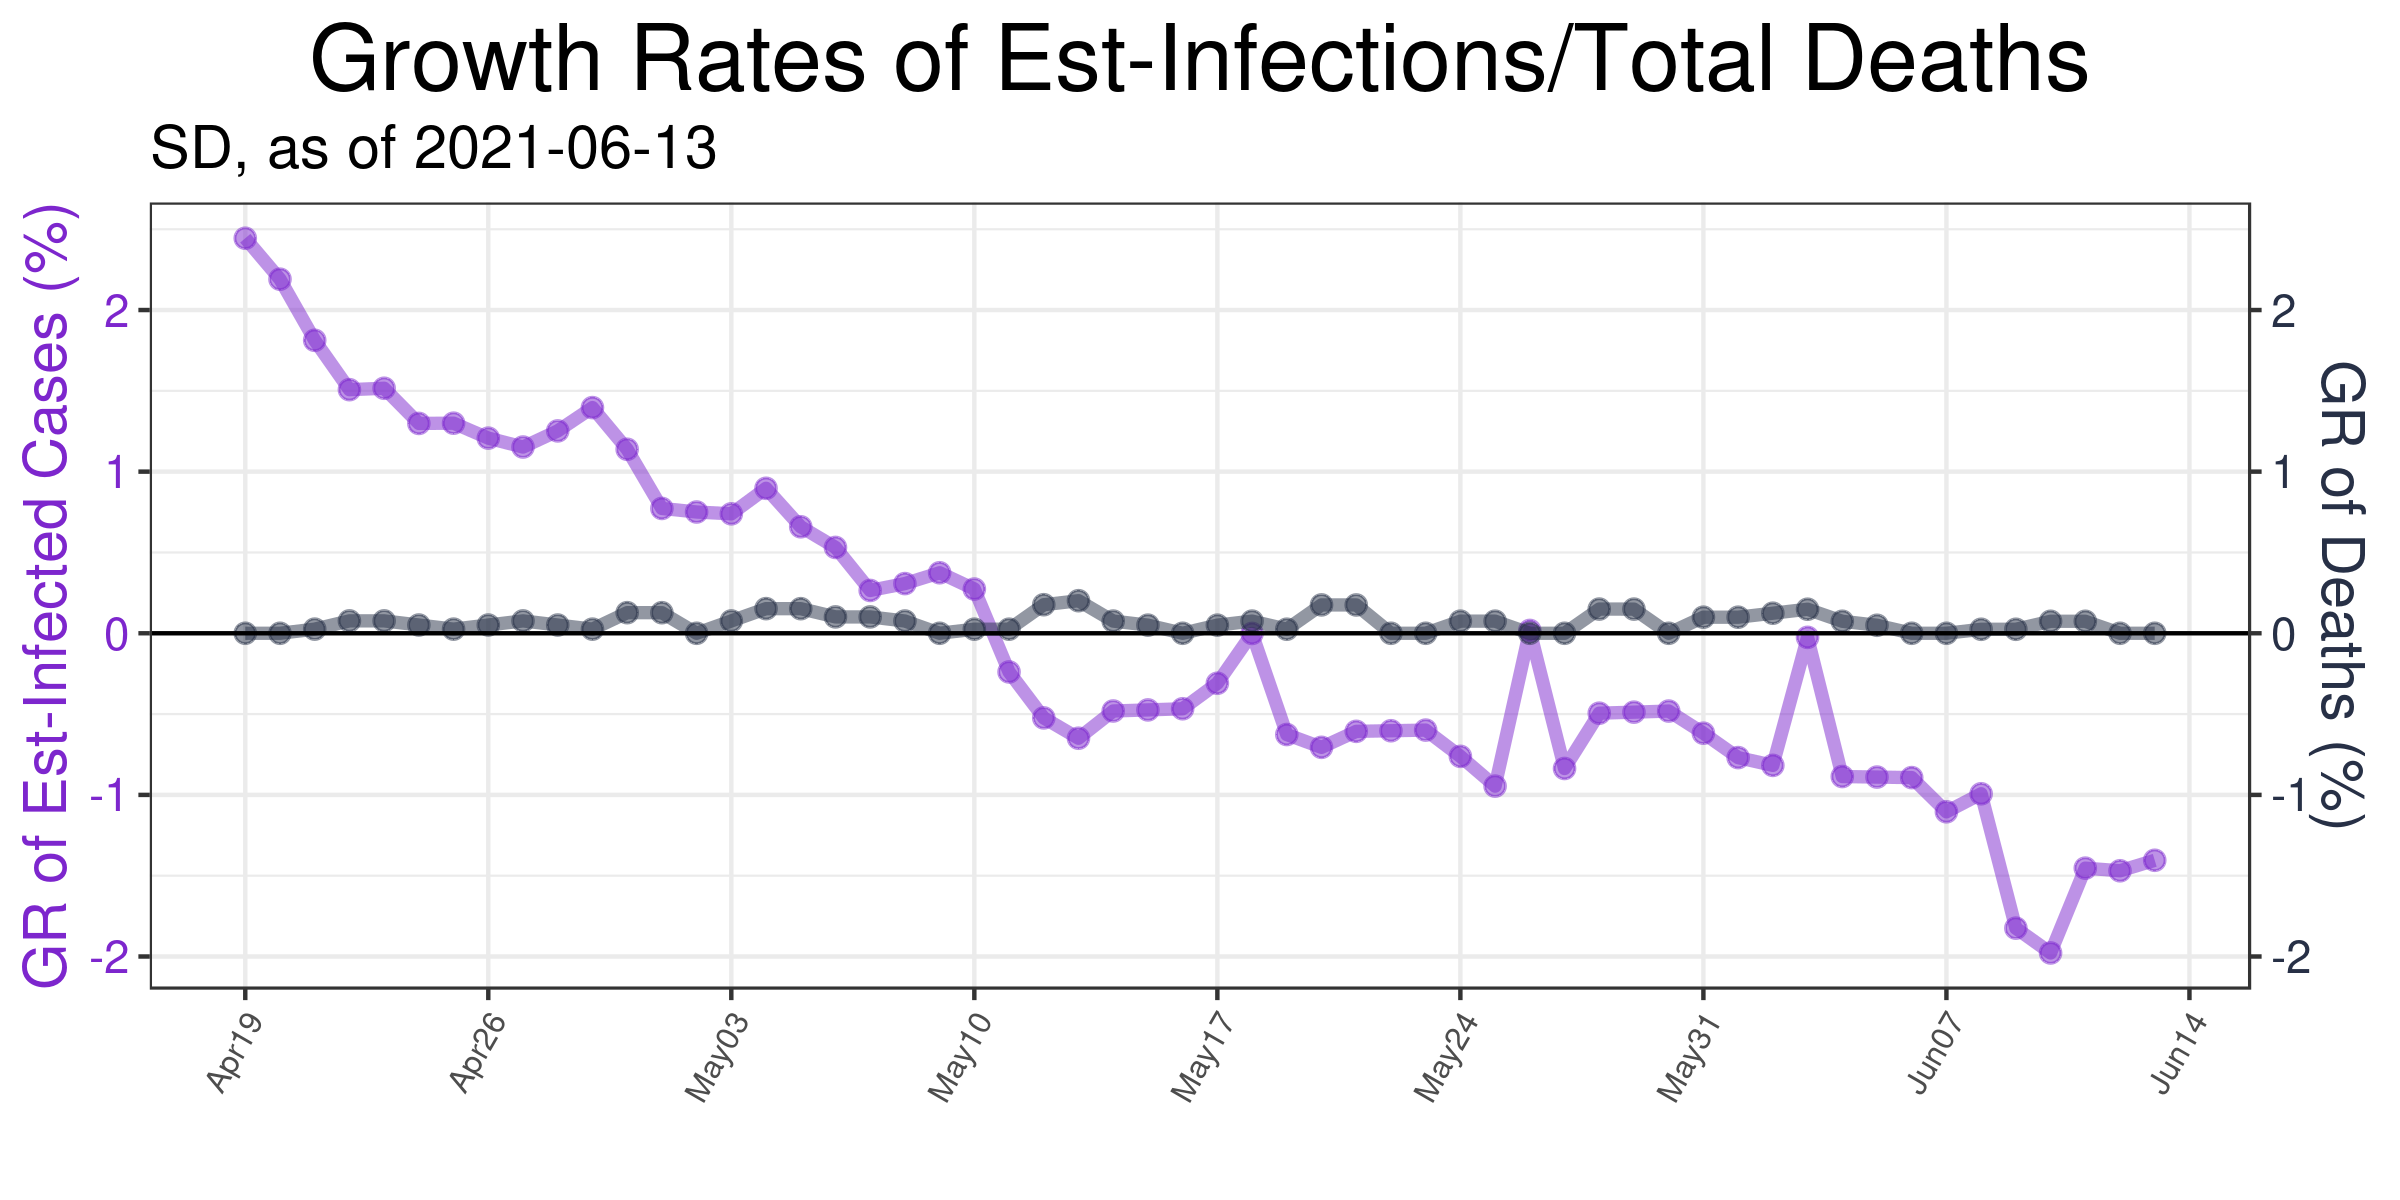 Growth Rates of Est-Infections/Total Deaths
SD, as of 2021-06-13
GR of Est-Infected Cases (%)
2
1
0
-1
-2
2
1
0
-1
-2
GR of Deaths (%)
Apr19
Apr26
May03
May10
May17
May24
May31
Jun07
Jun14